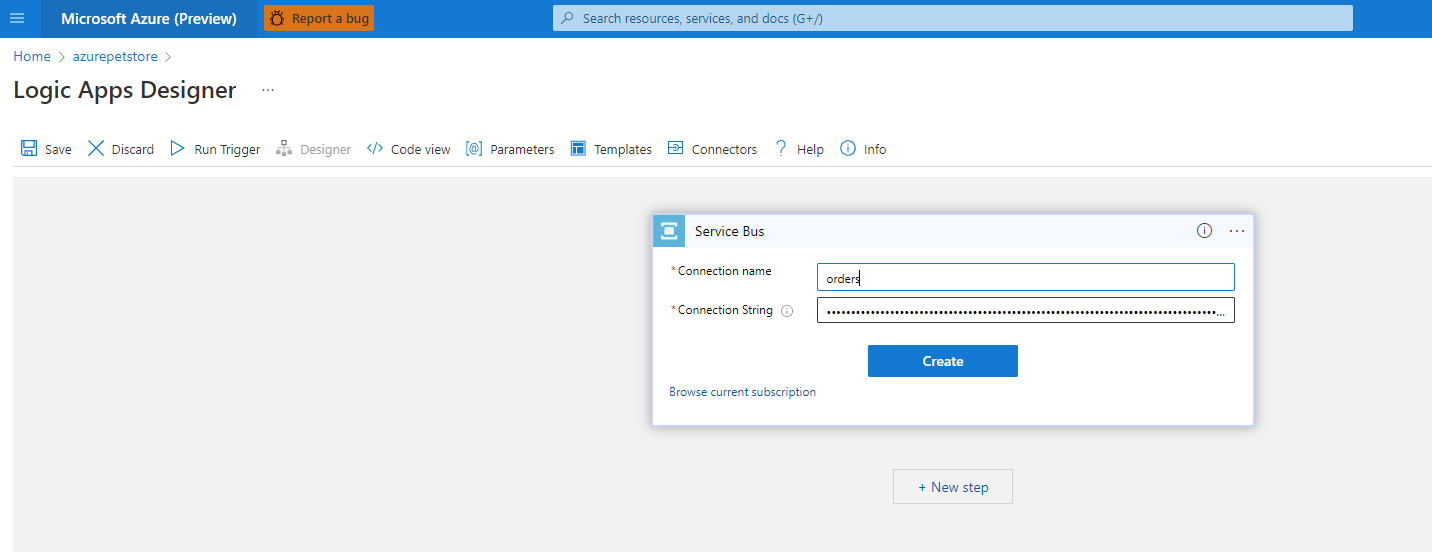 Microsoft Azure (Preview) Report a bug Search resources, services, and docs (G+/)
Home > azurepetstore >
Logic Apps Designer ...
Save Discard Run Trigger Designer Code view Parameters Templates Connectors Help Info
Service Bus
* Connection name orders
* Connection String
Create
Browse current subscription
+ New step